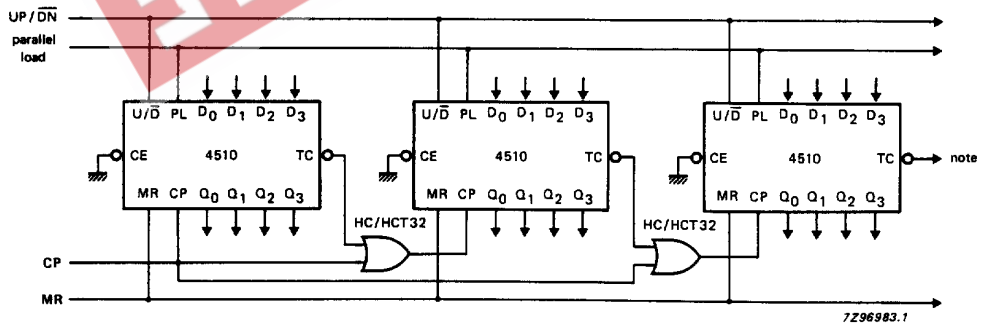 UP/D̅N̅
parallel
load
U/D̅ PL D0 D1 D2 D3
CE 4510 TC
MR CP Q0 Q1 Q2 Q3
U/D̅ PL D0 D1 D2 D3
CE 4510 TC
MR CP Q0 Q1 Q2 Q3
U/D̅ PL D0 D1 D2 D3
CE 4510 TC
MR CP Q0 Q1 Q2 Q3
note
HC/HCT32
HC/HCT32
CP
MR
7Z96983.1